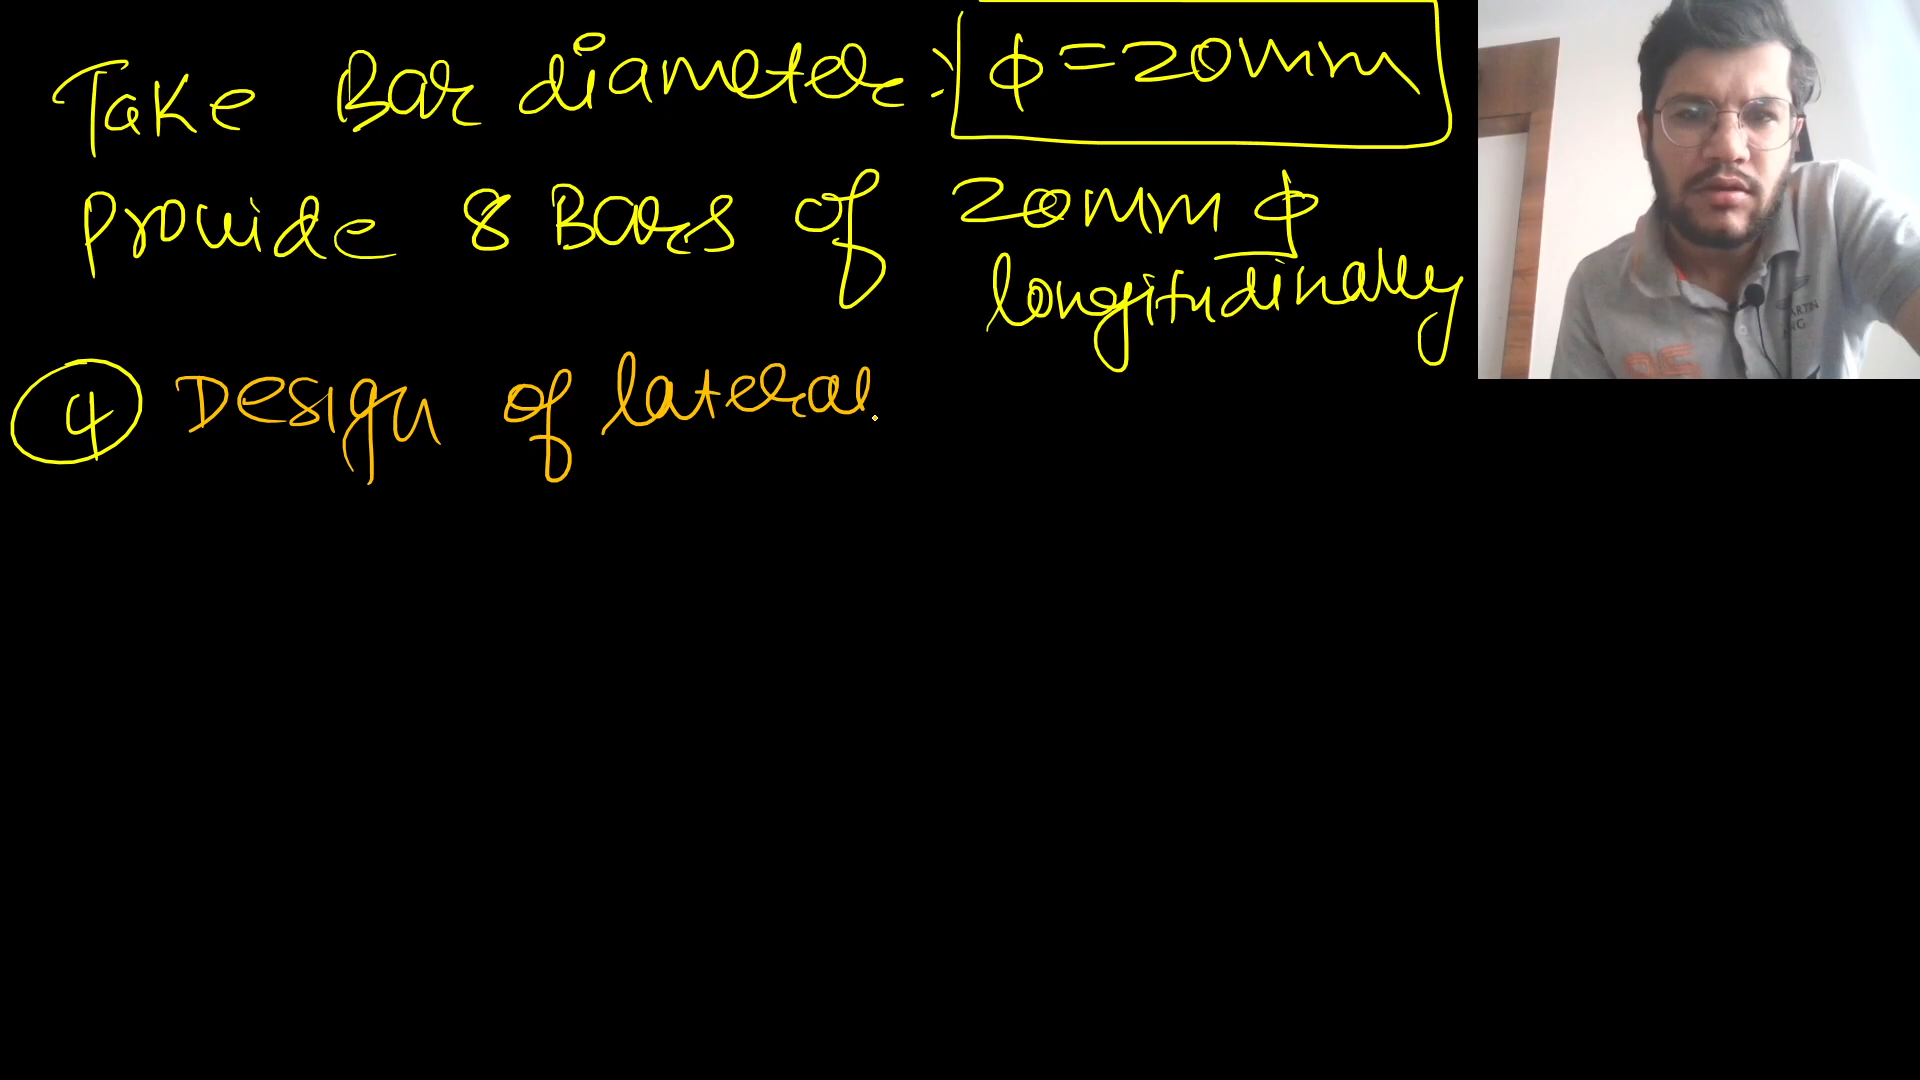 Take Bar diameter :- φ = 20mm
provide 8 Bars of 20mm φ
longitudinally
④ Design of lateral